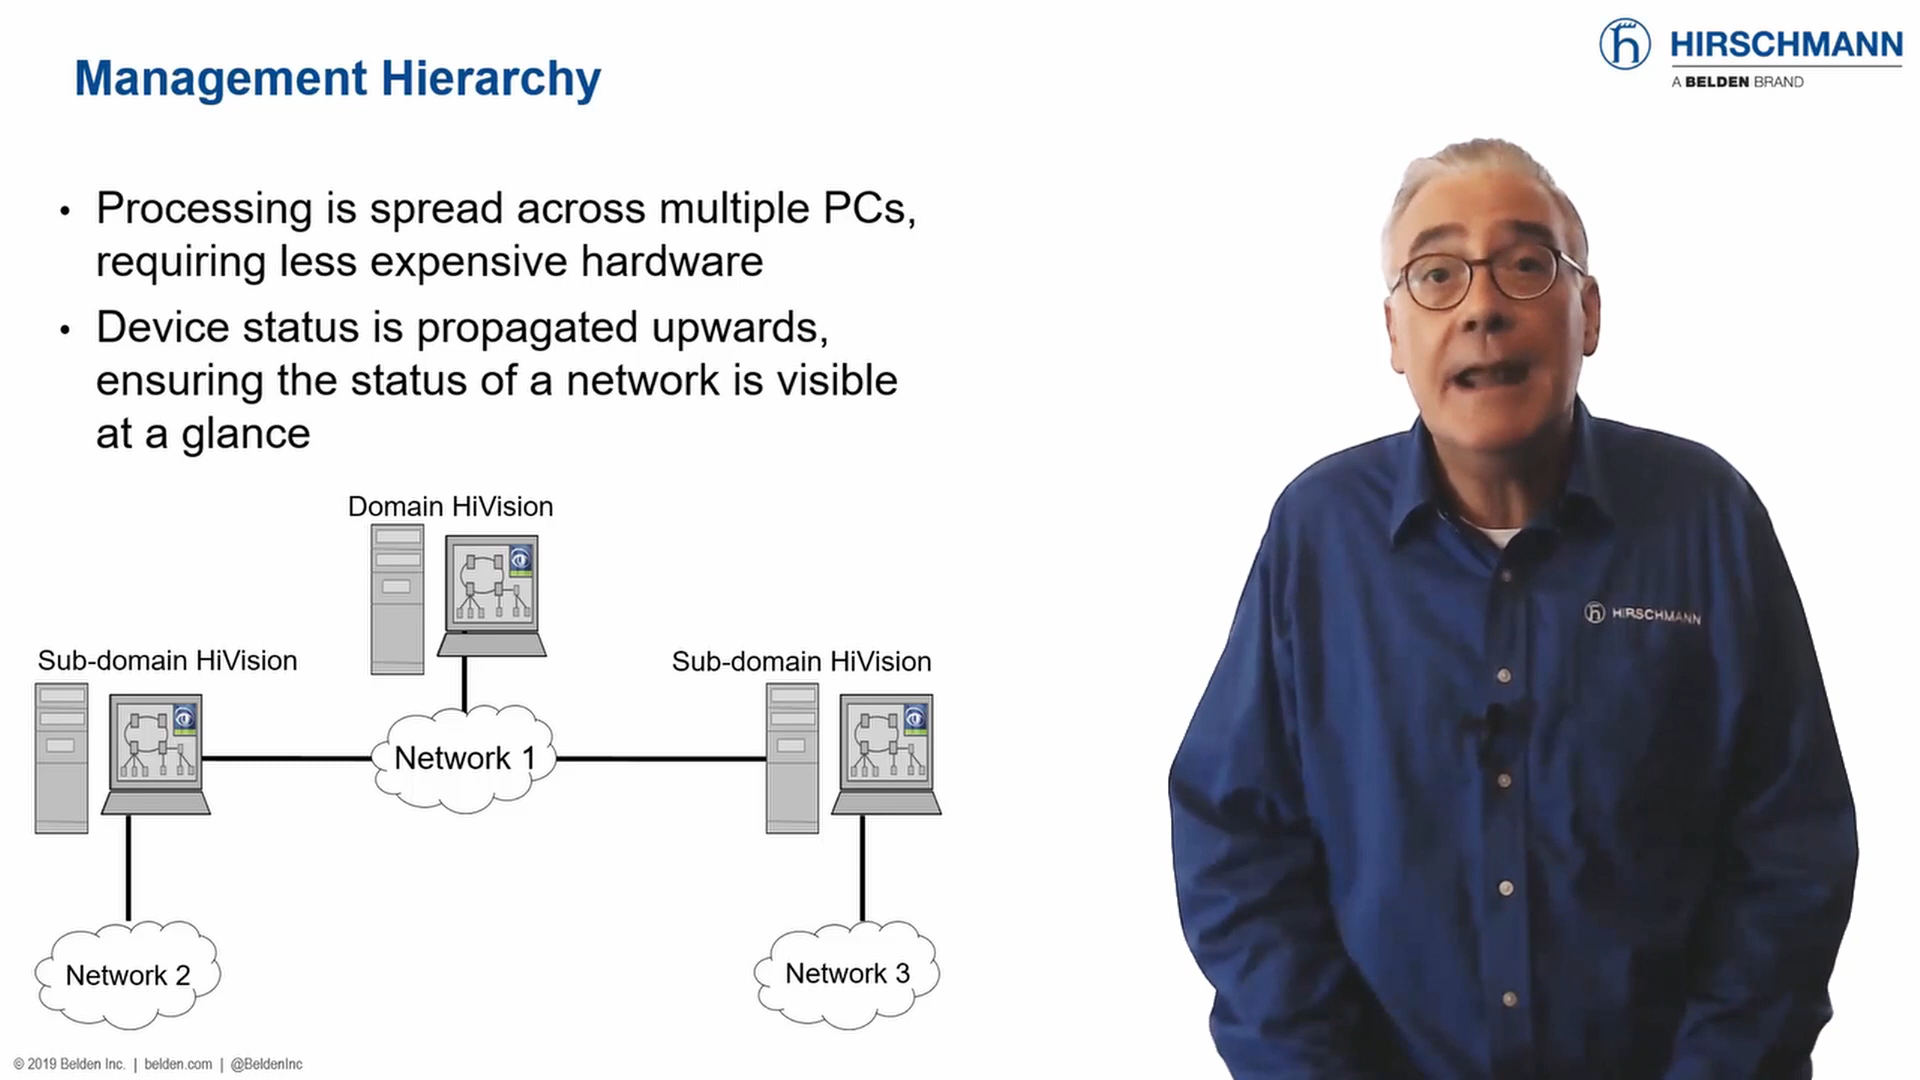 HIRSCHMANN
A BELDEN BRAND
Management Hierarchy
• Processing is spread across multiple PCs,
requiring less expensive hardware
• Device status is propagated upwards,
ensuring the status of a network is visible
at a glance
Domain HiVision
Sub-domain HiVision
Sub-domain HiVision
Network 1
Network 2
Network 3
HIRSCHMANN
© 2019 Belden Inc. | belden.com | @BeldenInc